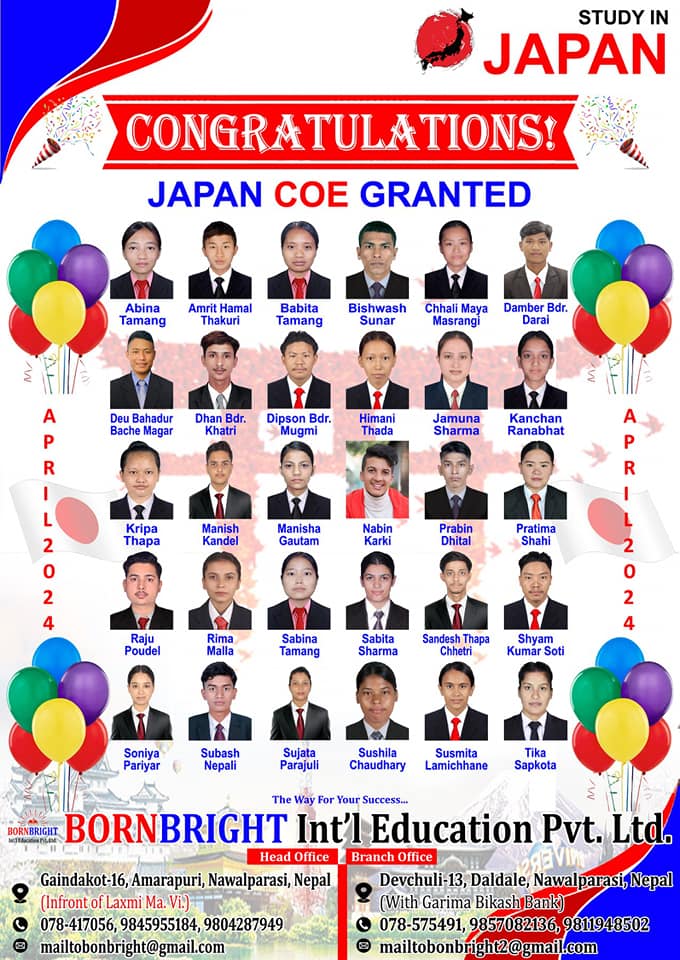 STUDY IN
JAPAN
CONGRATULATIONS!
JAPAN COE GRANTED
Abina
Tamang
Amrit Hamal
Thakuri
Babita
Tamang
Bishwash
Sunar
Chhali Maya
Masrangi
Damber Bdr.
Darai
Deu Bahadur
Bache Magar
Dhan Bdr.
Khatri
Dipson Bdr.
Mugmi
Himani
Thada
Jamuna
Sharma
Kanchan
Ranabhat
APRIL 2024
APRIL 2024
Kripa
Thapa
Manish
Kandel
Manisha
Gautam
Nabin
Karki
Prabin
Dhital
Pratima
Shahi
Raju
Poudel
Rima
Malla
Sabina
Tamang
Sabita
Sharma
Sandesh Thapa
Chhetri
Shyam
Kumar Soti
Soniya
Pariyar
Subash
Nepali
Sujata
Parajuli
Sushila
Chaudhary
Susmita
Lamichhane
Tika
Sapkota
The Way For Your Success...
BORNBRIGHT
Int'l Education Pvt. Ltd.
BORNBRIGHT Int'l Education Pvt. Ltd.
Head Office
Gaindakot-16, Amarapuri, Nawalparasi, Nepal
(Infront of Laxmi Ma. Vi.)
078-417056, 9845955184, 9804287949
mailtobonbright@gmail.com
Branch Office
Devchuli-13, Daldale, Nawalparasi, Nepal
(With Garima Bikash Bank)
078-575491, 9857082136, 9811948502
mailtobonbright2@gmail.com